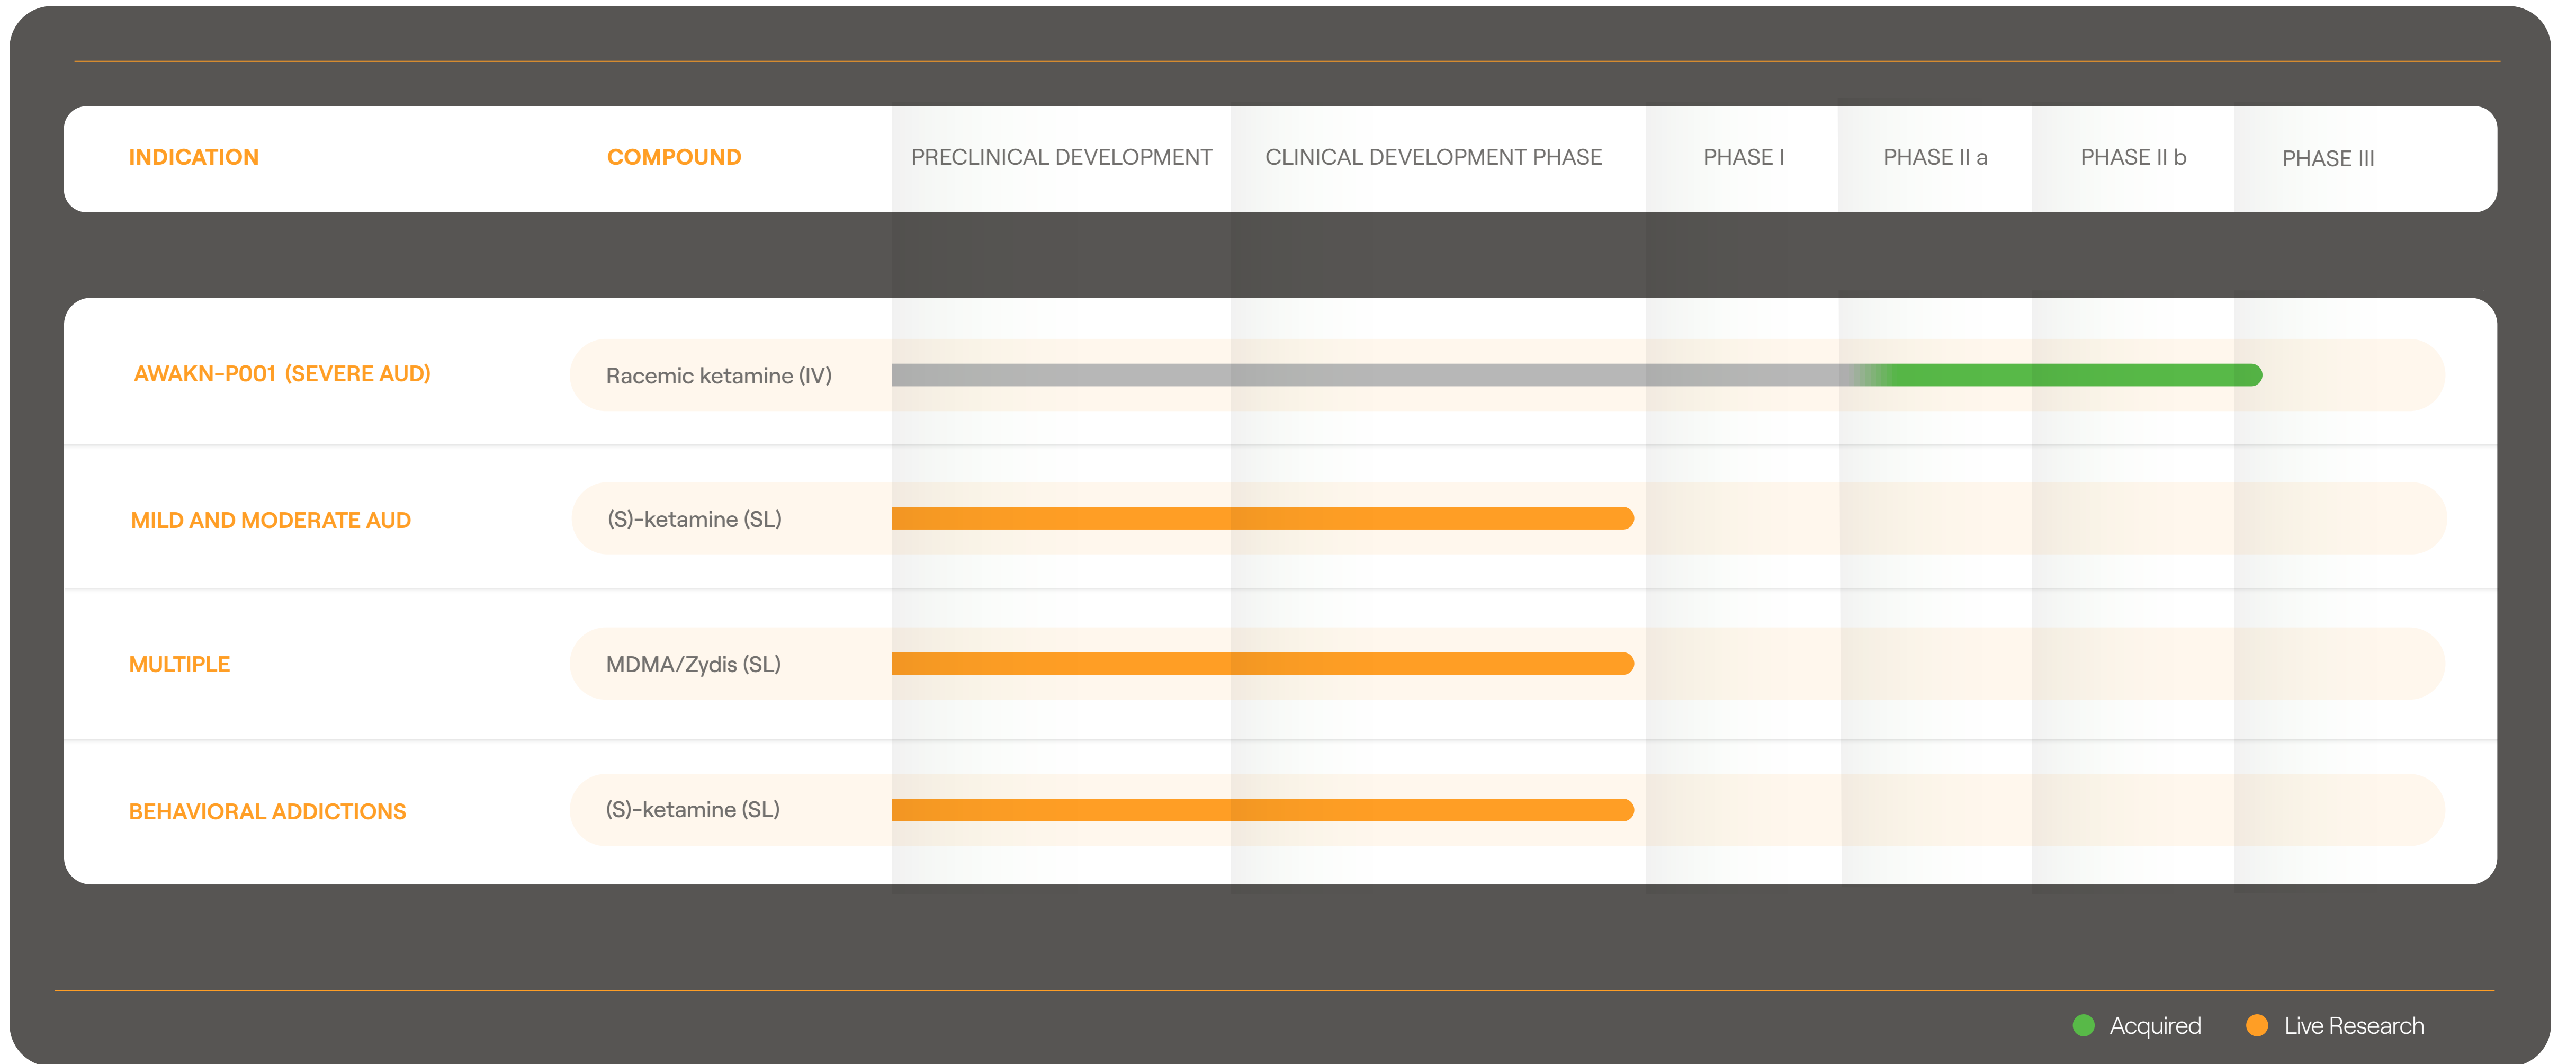 INDICATION COMPOUND PRECLINICAL DEVELOPMENT CLINICAL DEVELOPMENT PHASE PHASE I PHASE II a PHASE II b PHASE III
AWAKN-P001 (SEVERE AUD) Racemic ketamine (IV)
MILD AND MODERATE AUD (S)-ketamine (SL)
MULTIPLE MDMA/Zydis (SL)
BEHAVIORAL ADDICTIONS (S)-ketamine (SL)
Acquired Live Research